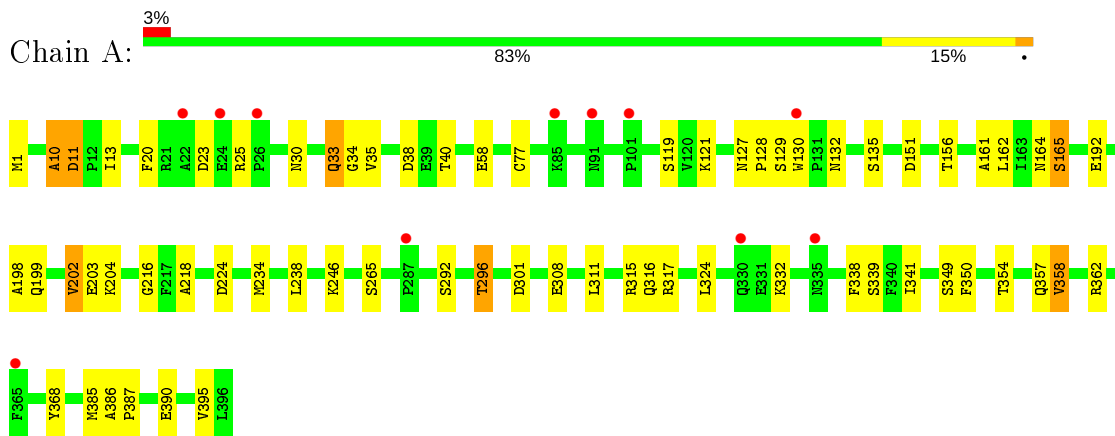 3%
Chain A:
83% 15% •
M1 A10 D11 P12 I13 F20 R21 A22 D23 E24 R25 P26 N30 Q33 G34 V35 D38 E39 T40 E58 C77 K85 N91 P101 S119 V120 K121 N127 P128 S129 W130 P131 N132 S135 D151 T156 A161 L162 I163 N164 S165 E192
A198 Q199 V202 E203 K204 G216 F217 A218 D224 M234 L238 K246 S265 P287 S292 T296 D301 E308 L311 R315 Q316 R317 L324 Q330 E331 K332 N335 F338 S339 F340 I341 S349 F350 T354 Q357 V358 R362
F365 Y368 M385 A386 P387 E390 V395 L396